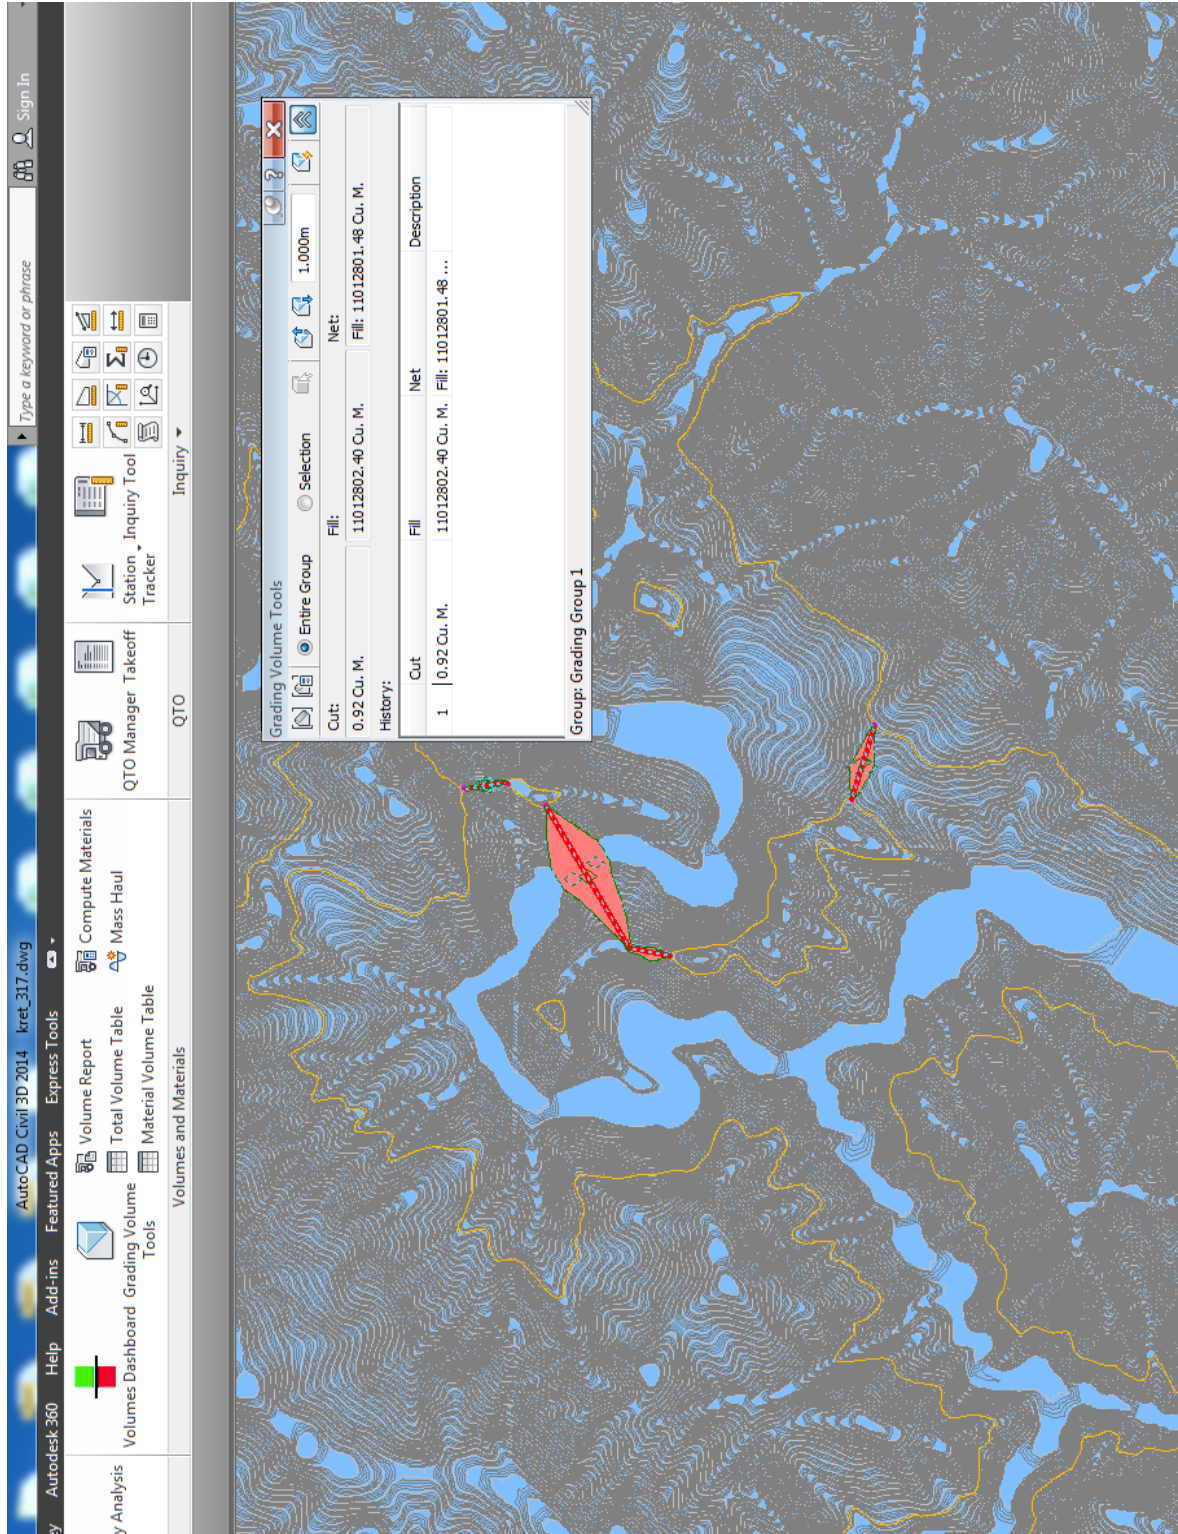 AutoCAD Civil 3D 2014 kret_317.dwg
Type a keyword or phrase
Sign In
Autodesk 360 Help Add-ins Featured Apps Express Tools
Volumes Dashboard
Grading Volume
Tools
Volume Report
Total Volume Table
Material Volume Table
Compute Materials
Mass Haul
QTO Manager
Takeoff
Station
Tracker
Inquiry Tool
y Analysis
Volumes and Materials
QTO
Inquiry
Grading Volume Tools
Entire Group
Selection
1.000m
Cut: Fill: Net:
0.92 Cu. M. 11012802.40 Cu. M. Fill: 11012801.48 Cu. M.
History:
Cut Fill Net Description
1 0.92 Cu. M. 11012802.40 Cu. M. Fill: 11012801.48 ...
Group: Grading Group 1